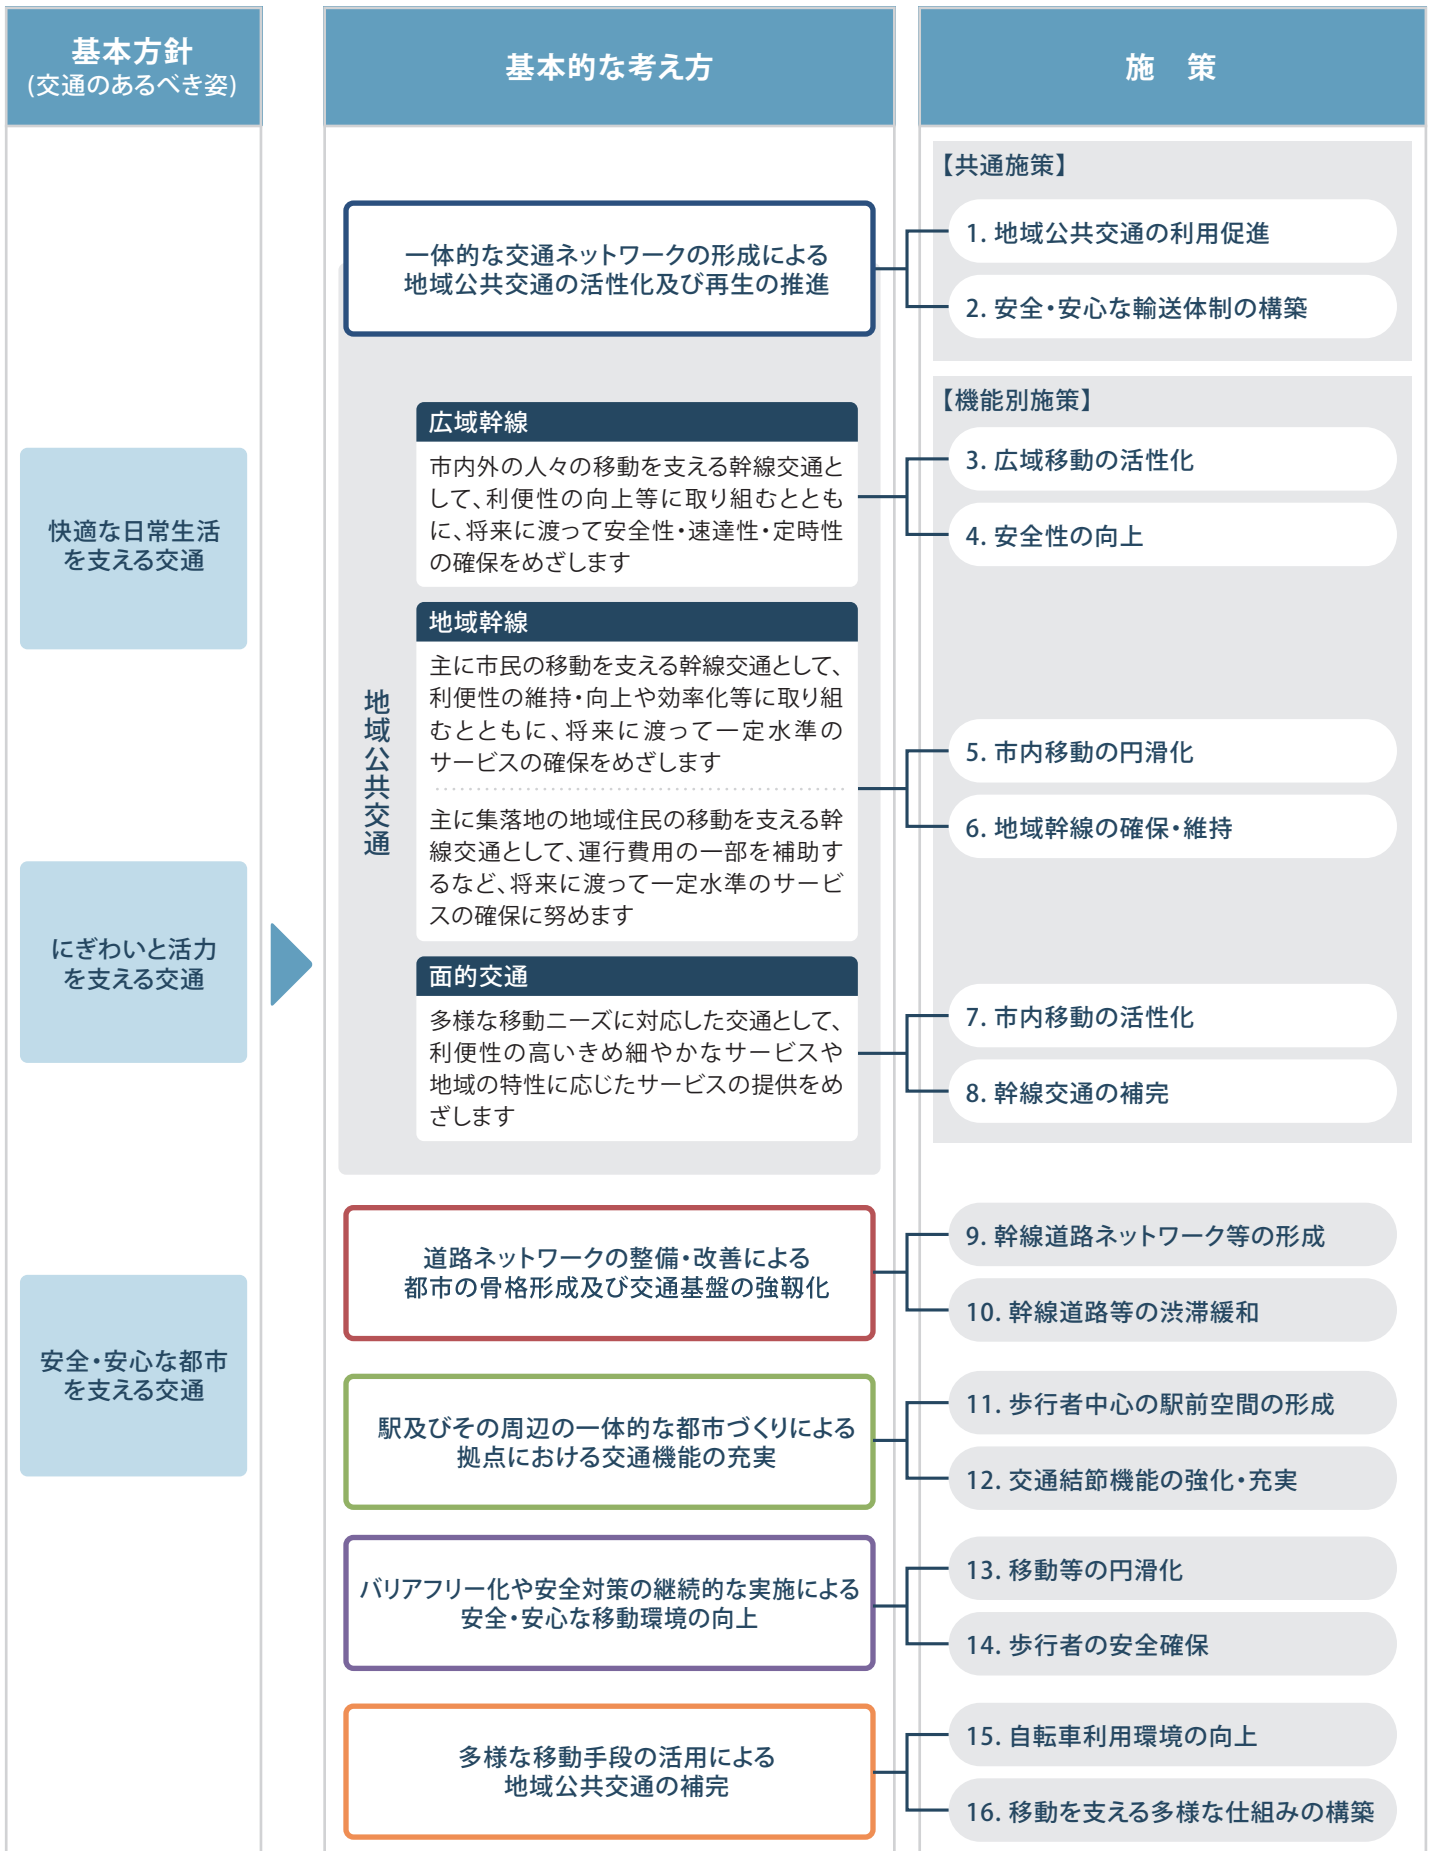 基本方針
(交通のあるべき姿)
基本的な考え方
施　策
快適な日常生活
を支える交通
にぎわいと活力
を支える交通
安全・安心な都市
を支える交通
一体的な交通ネットワークの形成による
地域公共交通の活性化及び再生の推進
地域公共交通
広域幹線
市内外の人々の移動を支える幹線交通と
して、利便性の向上等に取り組むととも
に、将来に渡って安全性・速達性・定時性
の確保をめざします
地域幹線
主に市民の移動を支える幹線交通として、
利便性の維持・向上や効率化等に取り組
むとともに、将来に渡って一定水準の
サービスの確保をめざします
主に集落地の地域住民の移動を支える幹
線交通として、運行費用の一部を補助す
るなど、将来に渡って一定水準のサービ
スの確保に努めます
面的交通
多様な移動ニーズに対応した交通として、
利便性の高いきめ細やかなサービスや
地域の特性に応じたサービスの提供をめ
ざします
道路ネットワークの整備・改善による
都市の骨格形成及び交通基盤の強靱化
駅及びその周辺の一体的な都市づくりによる
拠点における交通機能の充実
バリアフリー化や安全対策の継続的な実施による
安全・安心な移動環境の向上
多様な移動手段の活用による
地域公共交通の補完
【共通施策】
1. 地域公共交通の利用促進
2. 安全・安心な輸送体制の構築
【機能別施策】
3. 広域移動の活性化
4. 安全性の向上
5. 市内移動の円滑化
6. 地域幹線の確保・維持
7. 市内移動の活性化
8. 幹線交通の補完
9. 幹線道路ネットワーク等の形成
10. 幹線道路等の渋滞緩和
11. 歩行者中心の駅前空間の形成
12. 交通結節機能の強化・充実
13. 移動等の円滑化
14. 歩行者の安全確保
15. 自転車利用環境の向上
16. 移動を支える多様な仕組みの構築